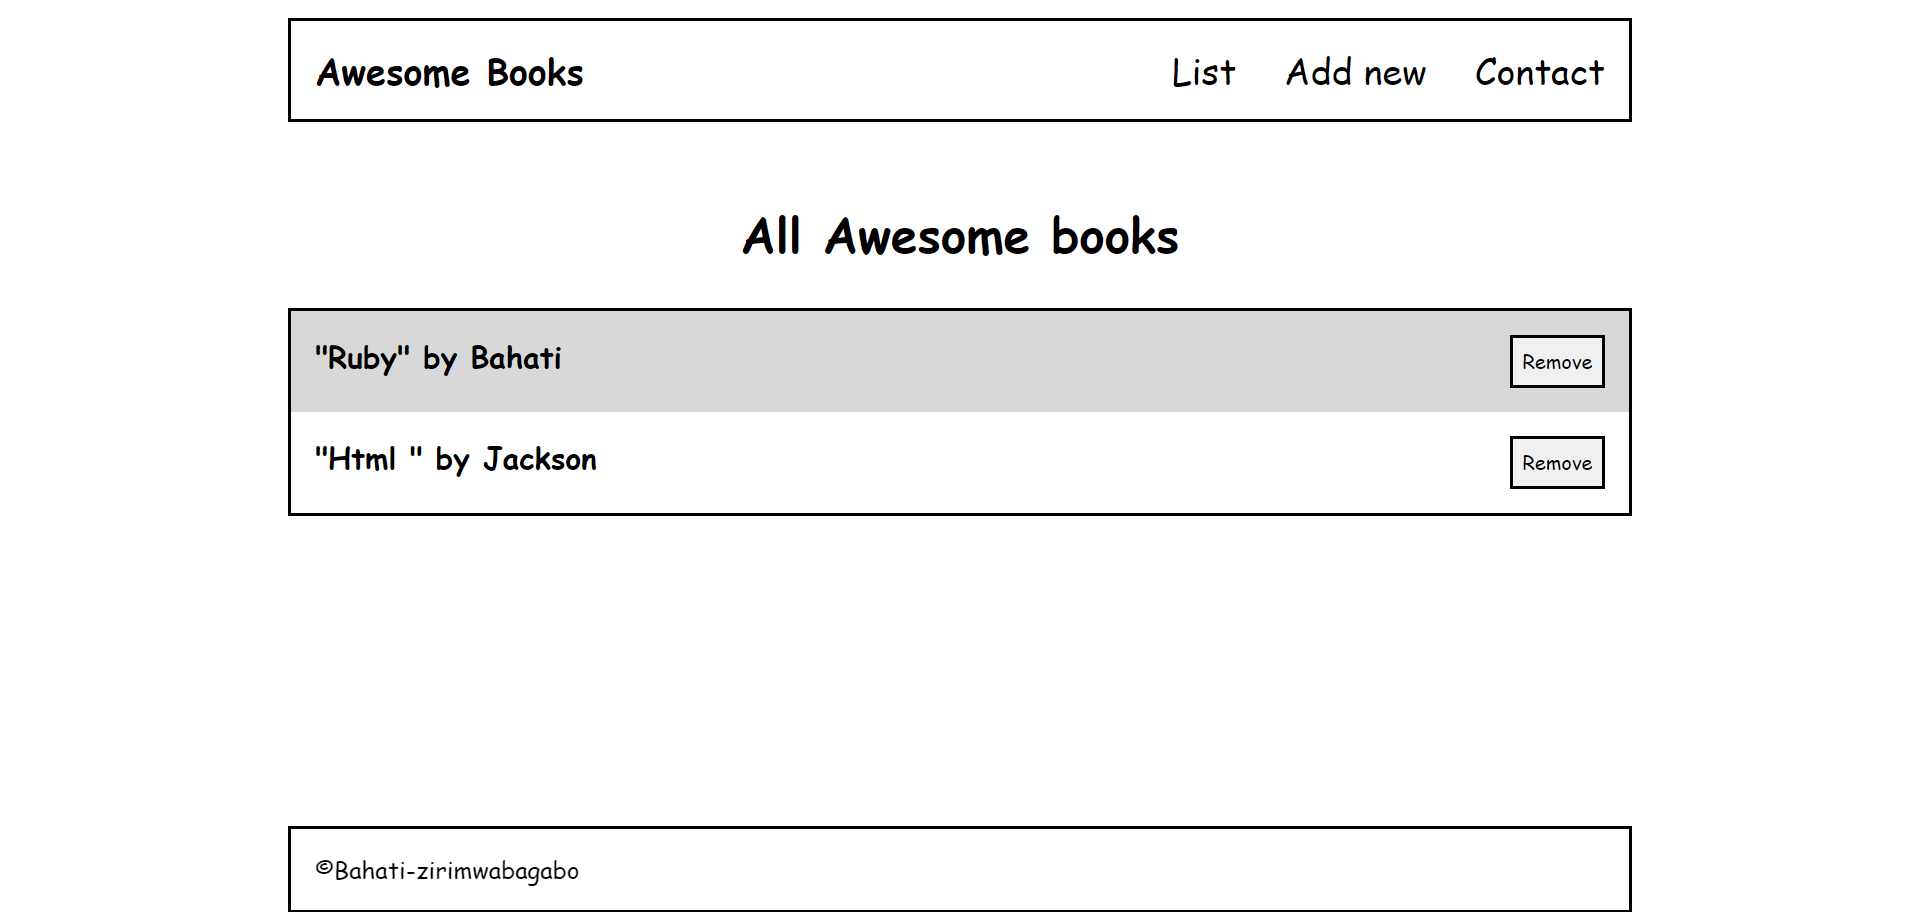 Awesome Books List Add new Contact
All Awesome books
"Ruby" by Bahati Remove
"Html " by Jackson Remove
©Bahati-zirimwabagabo